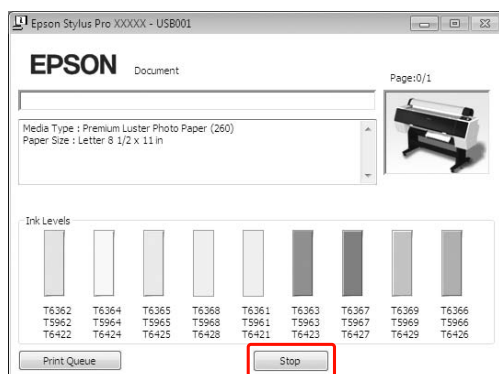 Epson Stylus Pro XXXXX - USB001
EPSON
Document
Page:0/1
Media Type : Premium Luster Photo Paper (260)
Paper Size : Letter 8 1/2 x 11 in
Ink Levels
T6362 T6364 T6365 T6368 T6361 T6363 T6367 T6369 T6366
T5962 T5964 T5965 T5968 T5961 T5963 T5967 T5969 T5966
T6422 T6424 T6425 T6428 T6421 T6423 T6427 T6429 T6426
Print Queue
Stop